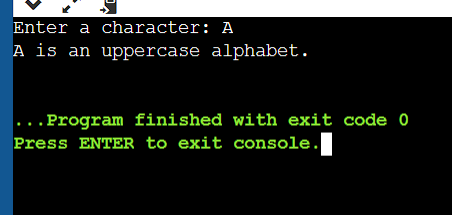 Enter a character: A
A is an uppercase alphabet.
...Program finished with exit code 0
Press ENTER to exit console.